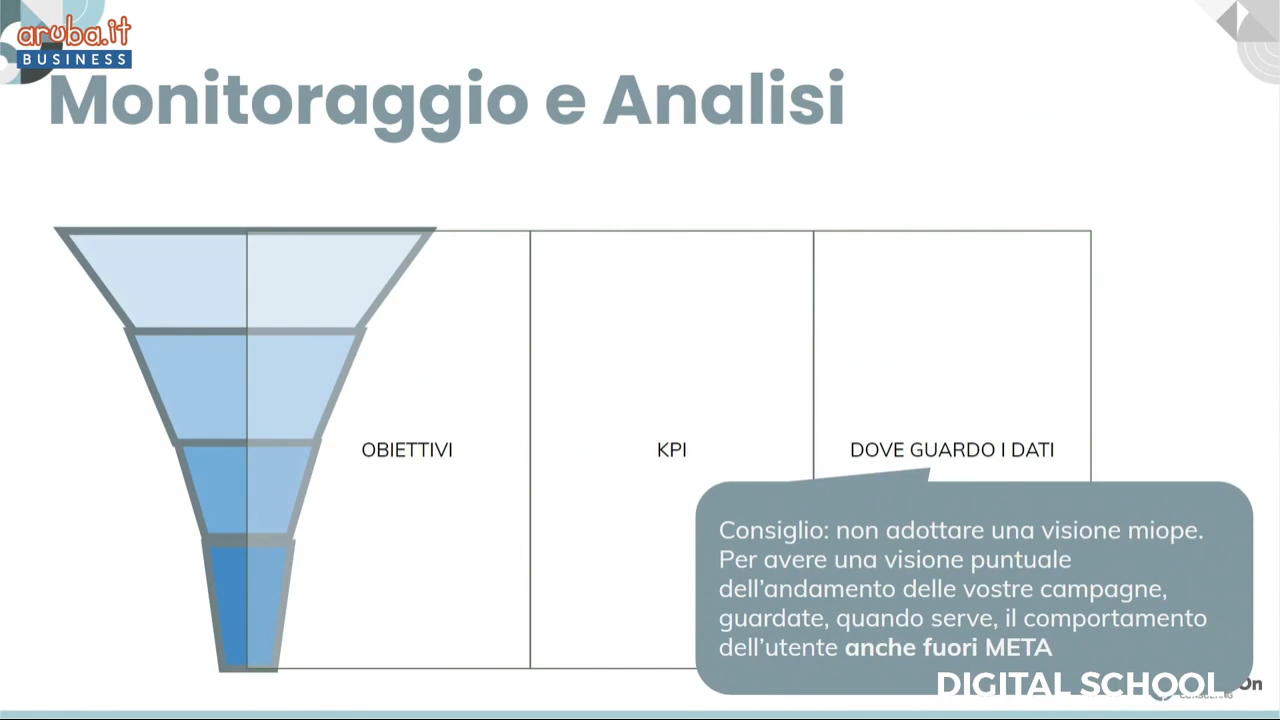 aruba.it
BUSINESS
Monitoraggio e Analisi
OBIETTIVI
KPI
DOVE GUARDO I DATI
Consiglio: non adottare una visione miope.
Per avere una visione puntuale
dell'andamento delle vostre campagne,
guardate, quando serve, il comportamento
dell'utente anche fuori META
DIGITAL SCHOOL
On
CONSULTING